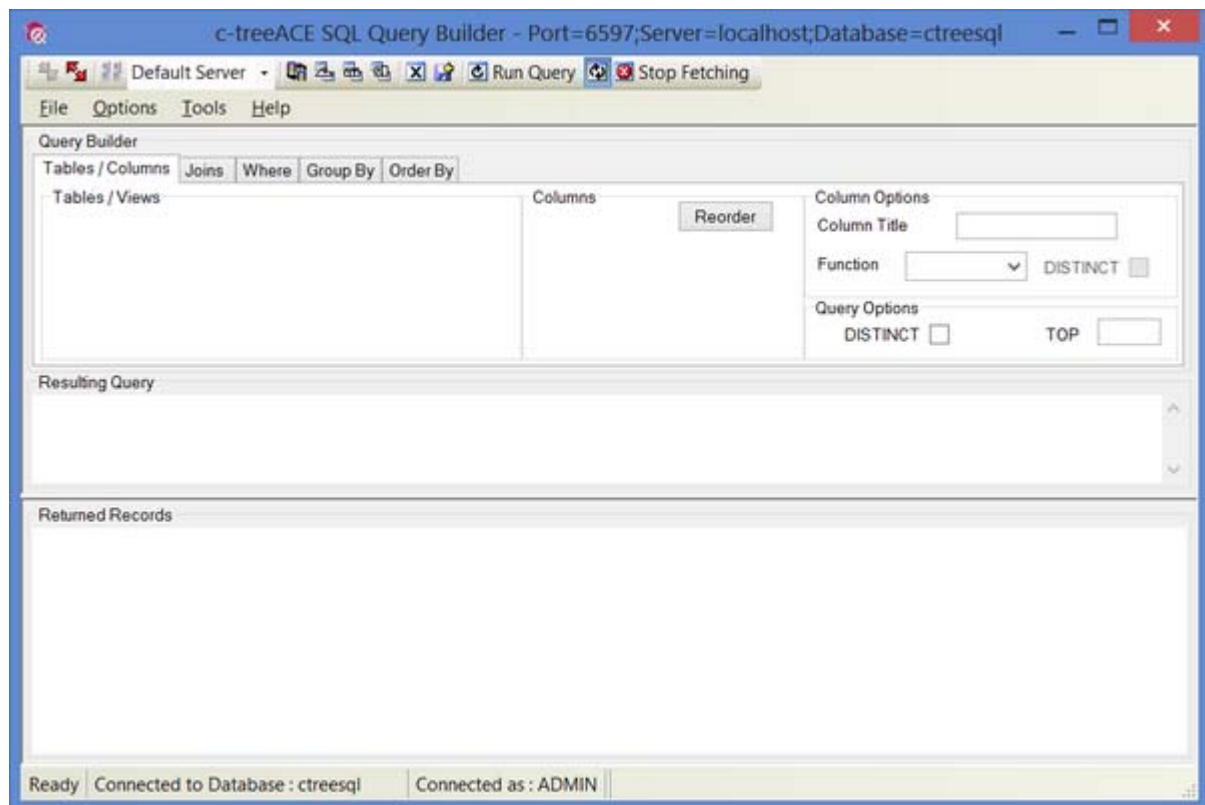 c-treeACE SQL Query Builder - Port=6597;Server=localhost;Database=ctreesql
Default Server Run Query Stop Fetching
File Options Tools Help
Query Builder
Tables / Columns Joins Where Group By Order By
Tables / Views Columns Column Options
Reorder Column Title
Function DISTINCT
Query Options
DISTINCT TOP
Resulting Query
Returned Records
Ready Connected to Database : ctreesql Connected as : ADMIN